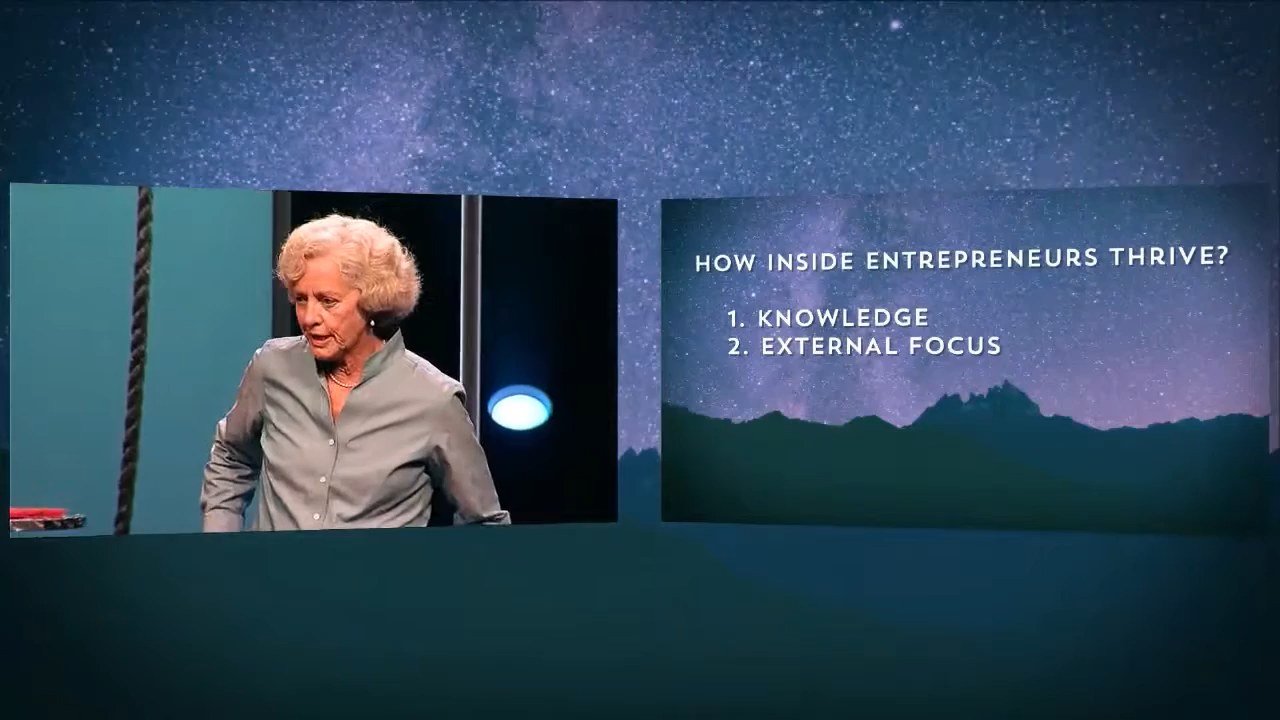 HOW INSIDE ENTREPRENEURS THRIVE?
1. KNOWLEDGE
2. EXTERNAL FOCUS